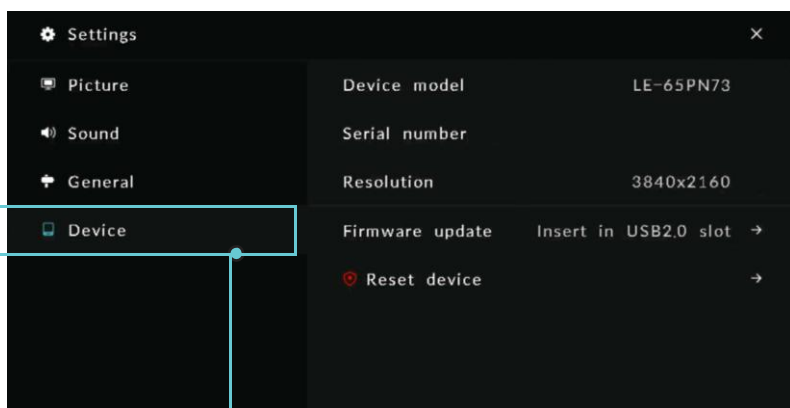 Settings
Picture
Device model LE-65PN73
Sound
Serial number
General
Resolution 3840x2160
Device
Firmware update Insert in USB2.0 slot
Reset device